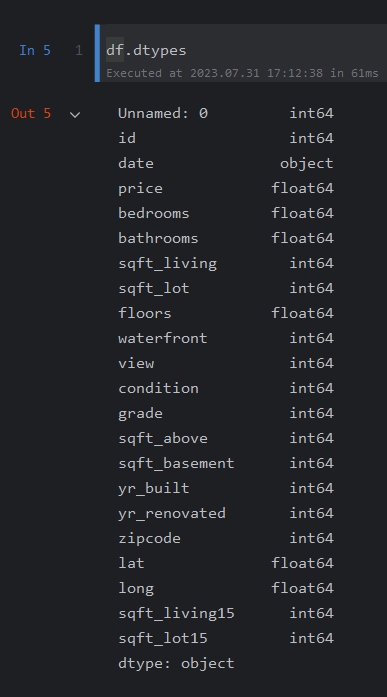 In 5 1 df.dtypes
Executed at 2023.07.31 17:12:38 in 61ms
Out 5 Unnamed: 0 int64
id int64
date object
price float64
bedrooms float64
bathrooms float64
sqft_living int64
sqft_lot int64
floors float64
waterfront int64
view int64
condition int64
grade int64
sqft_above int64
sqft_basement int64
yr_built int64
yr_renovated int64
zipcode int64
lat float64
long float64
sqft_living15 int64
sqft_lot15 int64
dtype: object